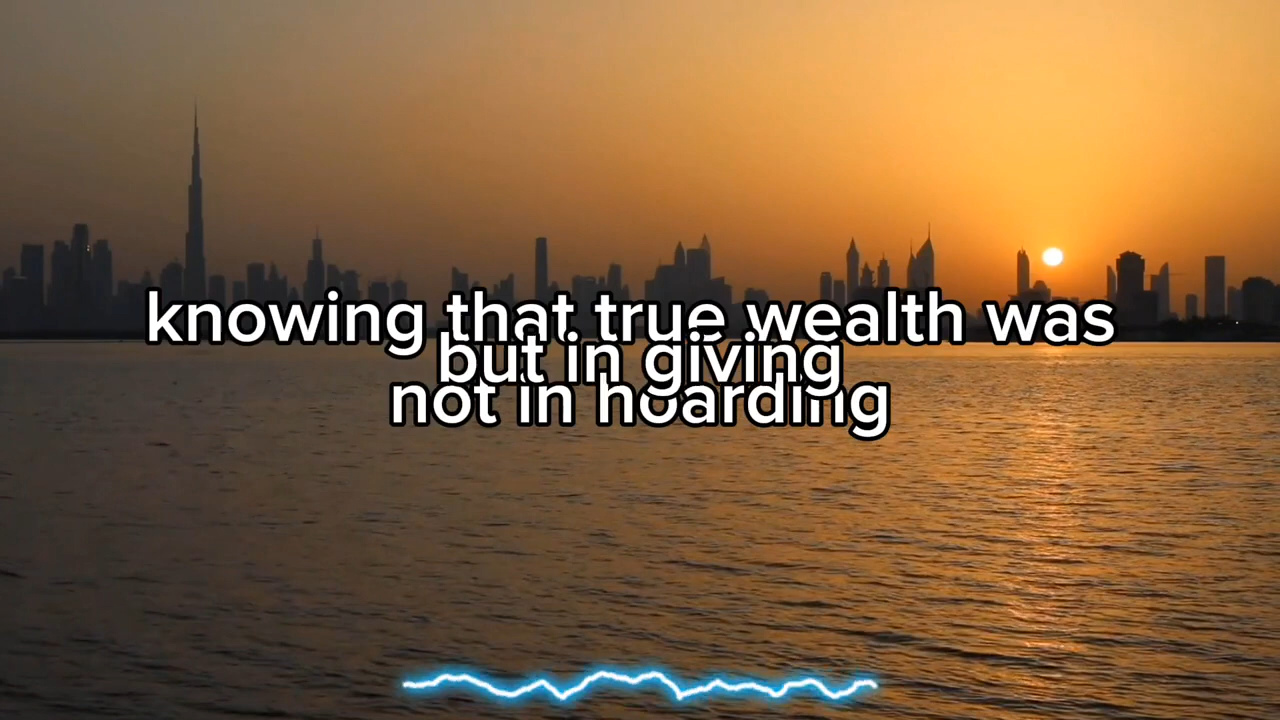 knowing that true wealth was
but in giving
not in hoarding